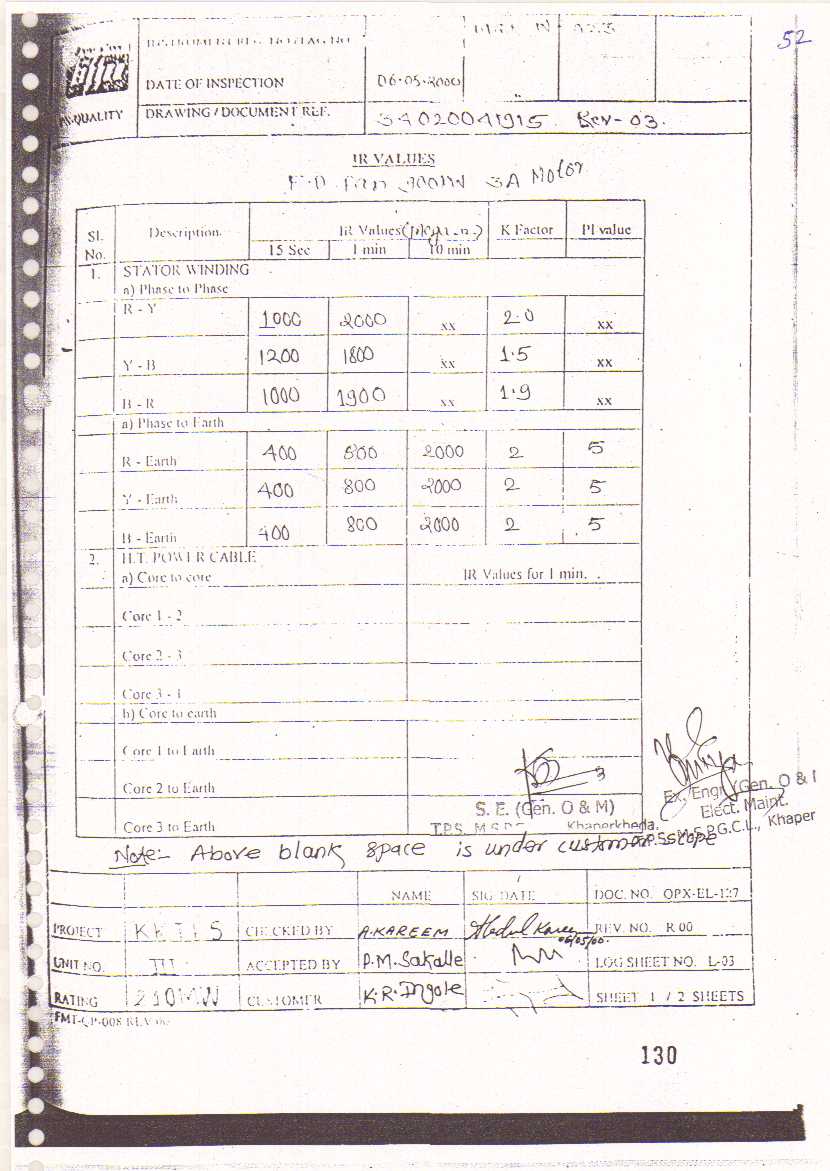 52
DATE OF INSPECTION 06-05-2000
QUALITY DRAWING / DOCUMENT REF. 34020041915 Rev-03.
IR VALUES
F.D. Fan 900KW 3A Motor
Sl. No. Description IR Values K Factor PI value
15 Sec 1 min 10 min
1. STATOR WINDING
a) Phase to Phase
R - Y 1000 2000 xx 2.0 xx
Y - B 1200 1800 xx 1.5 xx
B - R 1000 1900 xx 1.9 xx
a) Phase to Earth
R - Earth 400 800 2000 2 5
Y - Earth 400 800 2000 2 5
B - Earth 400 800 2000 2 5
2. H.T. POWER CABLE
a) Core to core IR Values for 1 min.
Core 1 - 2
Core 2 - 3
Core 3 - 1
b) Core to earth
Core 1 to Earth
Core 2 to Earth
Core 3 to Earth
S. E. (Gen. O & M)
T.P.S. Khaperkheda.
Ex. Engr. (Gen. O & 
Elect. Maint.
M.S.P.G.C.L., Khaper
Note:- Above blank space is under customer scope
NAME SIG. DATE DOC. NO. QPX-EL-127
PROJECT CHECKED BY A.KAREEM Abdul Kareem 06/05/00. REV. NO. R 00
UNIT NO. III ACCEPTED BY P.M. Sakalle LOG SHEET NO. L-03
RATING 210MW CUSTOMER K.R. Ingole SHEET 1 / 2 SHEETS
FMT-QP-008 REV 00
130